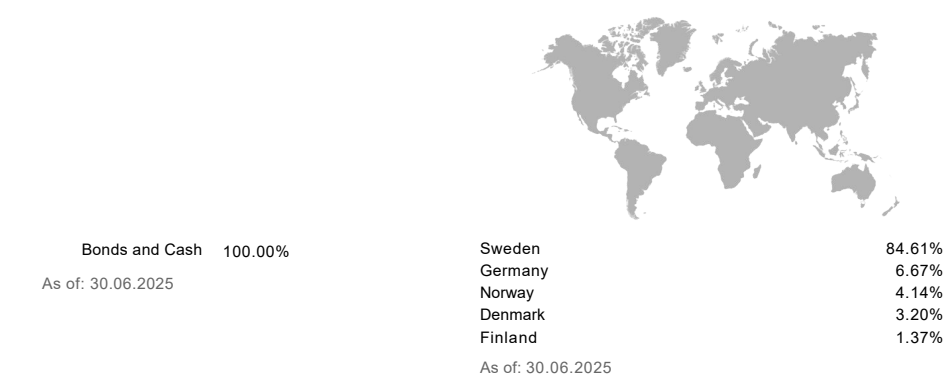 Bonds and Cash 100.00%
As of: 30.06.2025
Sweden 84.61%
Germany 6.67%
Norway 4.14%
Denmark 3.20%
Finland 1.37%
As of: 30.06.2025